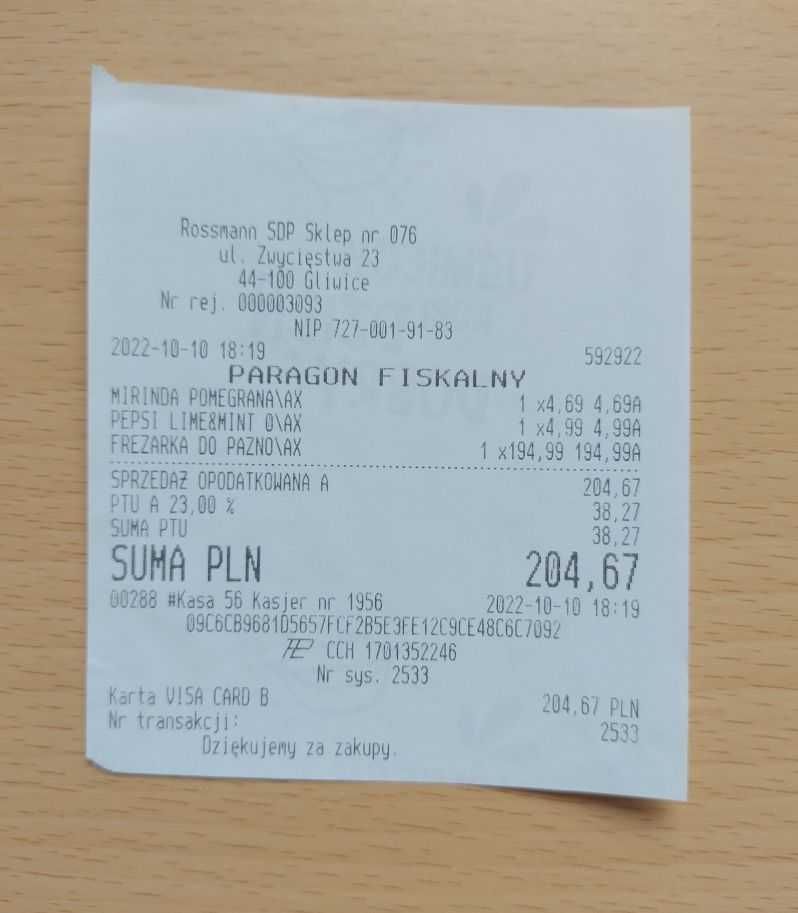 Rossmann SDP Sklep nr 076
ul. Zwycięstwa 23
44-100 Gliwice
Nr rej. 000003093
NIP 727-001-91-83
2022-10-10 18:19 592922
PARAGON FISKALNY
MIRINDA POMEGRANA\AX 1 x4,69 4,69A
PEPSI LIME&MINT 0\AX 1 x4,99 4,99A
FREZARKA DO PAZNO\AX 1 x194,99 194,99A
SPRZEDAŻ OPODATKOWANA A 204,67
PTU A 23,00 % 38,27
SUMA PTU 38,27
SUMA PLN 204,67
00288 #Kasa 56 Kasjer nr 1956 2022-10-10 18:19
09C6CB9681D5657FCF2B5E3FE12C9CE48C6C7092
CCH 1701352246
Nr sys. 2533
Karta VISA CARD B 204,67 PLN
Nr transakcji: 2533
Dziękujemy za zakupy.